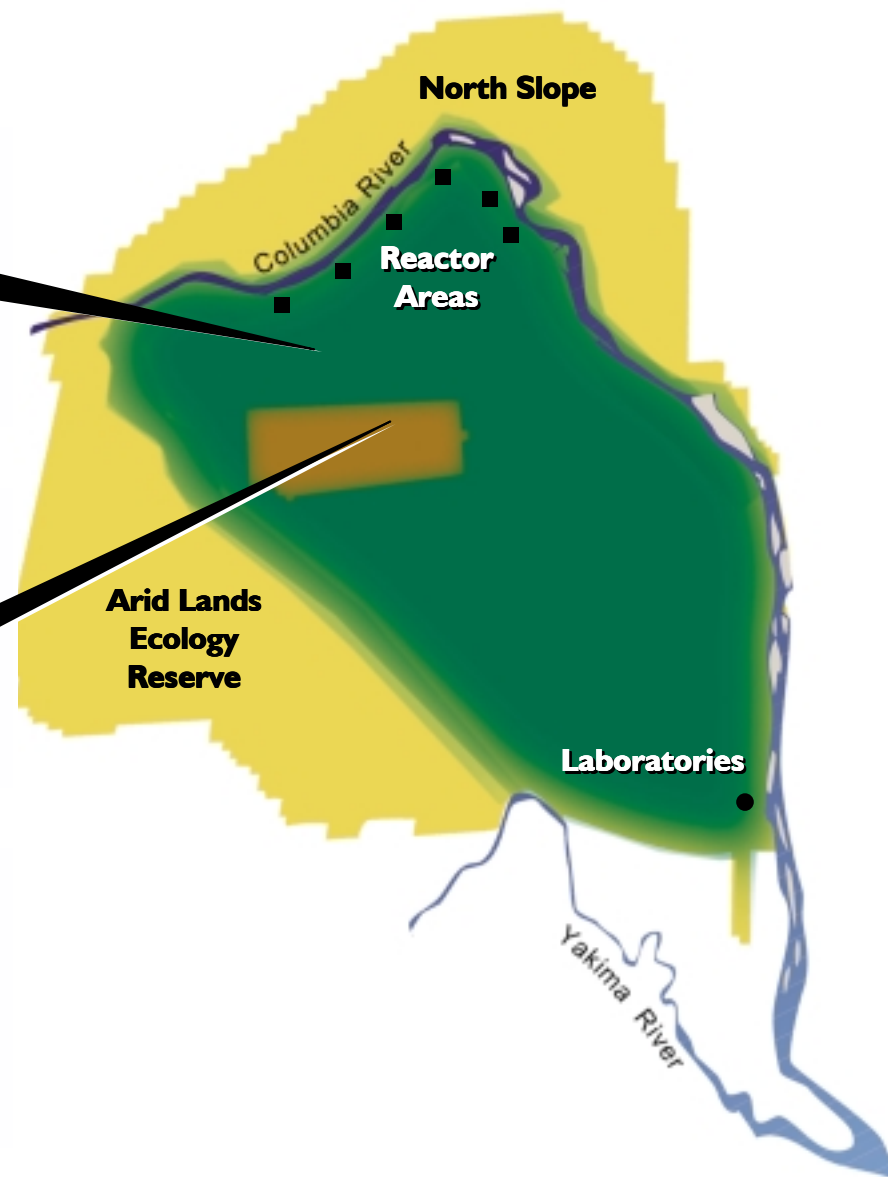 North Slope
Columbia River
Reactor
Areas
Arid Lands
Ecology
Reserve
Laboratories
Yakima River